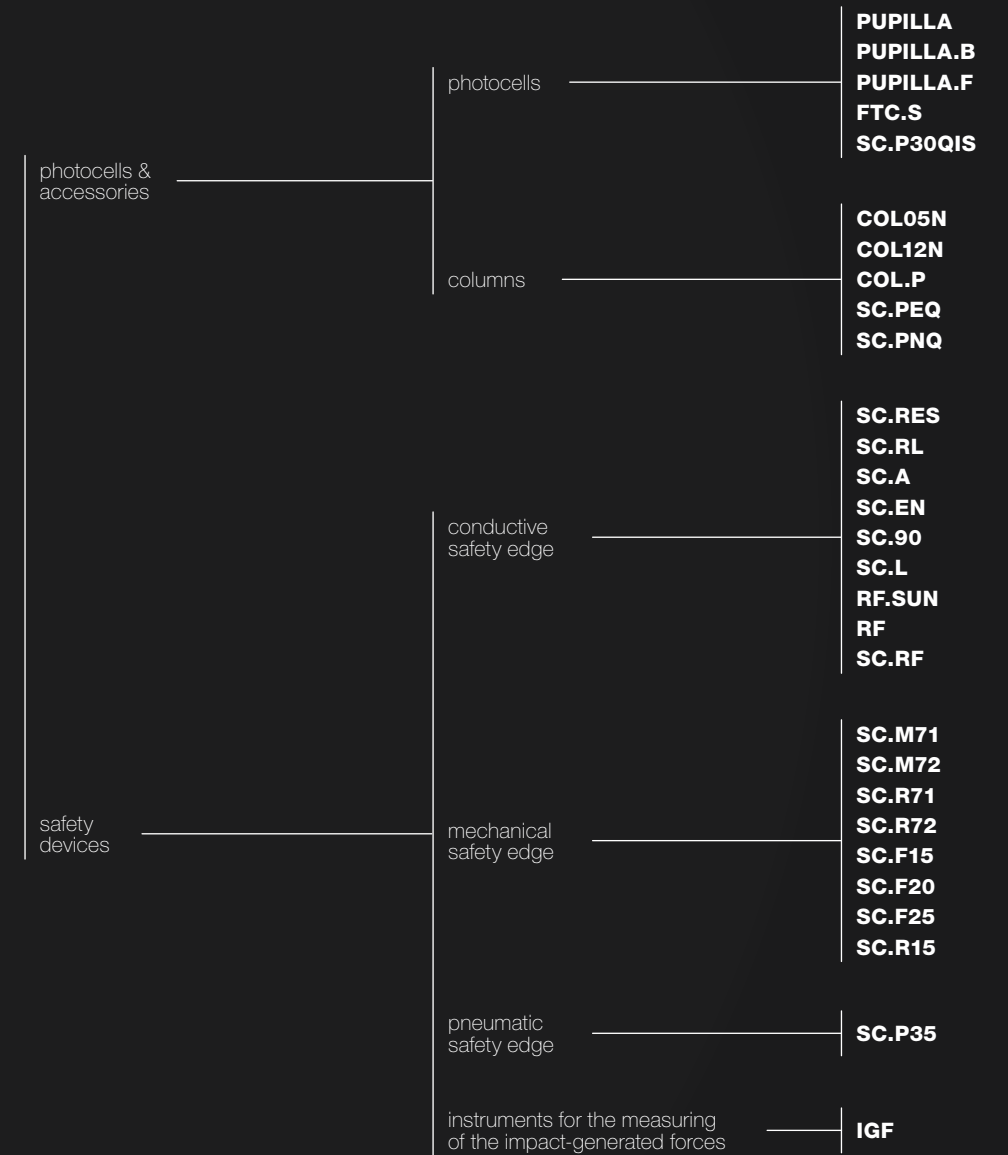 photocells &
accessories
photocells
PUPILLA
PUPILLA.B
PUPILLA.F
FTC.S
SC.P30QIS
columns
COL05N
COL12N
COL.P
SC.PEQ
SC.PNQ
safety
devices
conductive
safety edge
SC.RES
SC.RL
SC.A
SC.EN
SC.90
SC.L
RF.SUN
RF
SC.RF
mechanical
safety edge
SC.M71
SC.M72
SC.R71
SC.R72
SC.F15
SC.F20
SC.F25
SC.R15
pneumatic
safety edge
SC.P35
instruments for the measuring
of the impact-generated forces
IGF